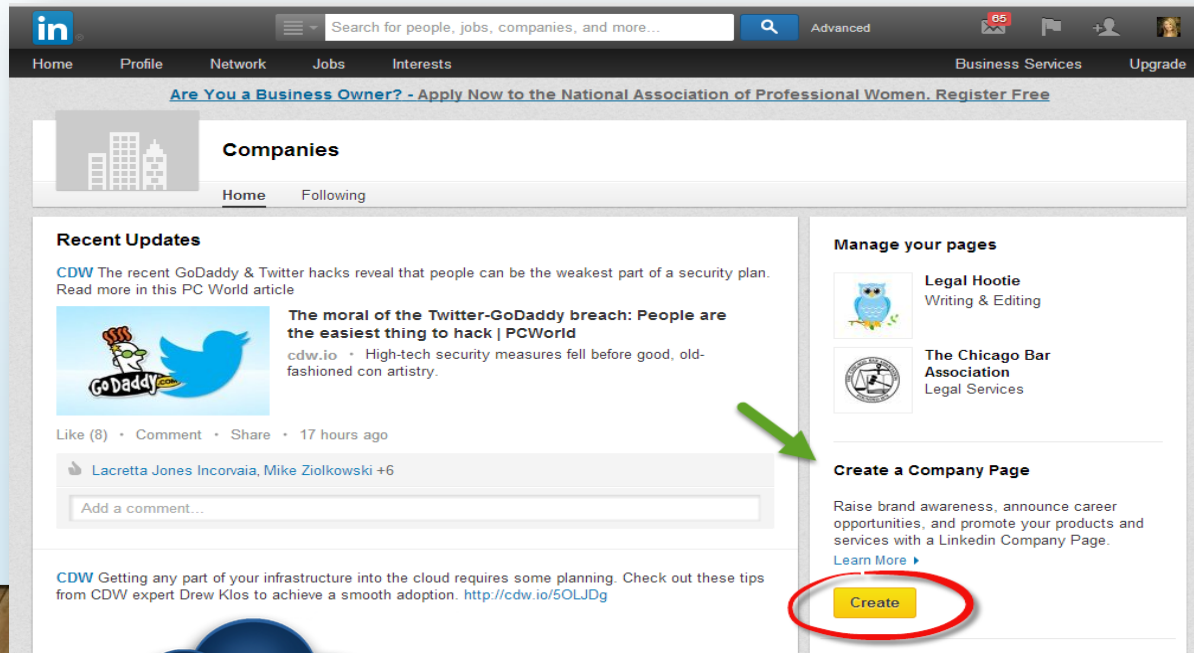 in
Search for people, jobs, companies, and more...
Advanced
65
Home Profile Network Jobs Interests Business Services Upgrade
Are You a Business Owner? - Apply Now to the National Association of Professional Women. Register Free
Companies
Home Following
Recent Updates
CDW The recent GoDaddy & Twitter hacks reveal that people can be the weakest part of a security plan.
Read more in this PC World article
GO DADDY.COM
The moral of the Twitter-GoDaddy breach: People are
the easiest thing to hack | PCWorld
cdw.io • High-tech security measures fell before good, old-
fashioned con artistry.
Like (8) • Comment • Share • 17 hours ago
Lacretta Jones Incorvaia, Mike Ziolkowski +6
Add a comment...
CDW Getting any part of your infrastructure into the cloud requires some planning. Check out these tips
from CDW expert Drew Klos to achieve a smooth adoption. http://cdw.io/5OLJDg
Manage your pages
Legal Hootie
Writing & Editing
The Chicago Bar
Association
Legal Services
Create a Company Page
Raise brand awareness, announce career
opportunities, and promote your products and
services with a Linkedin Company Page.
Learn More
Create